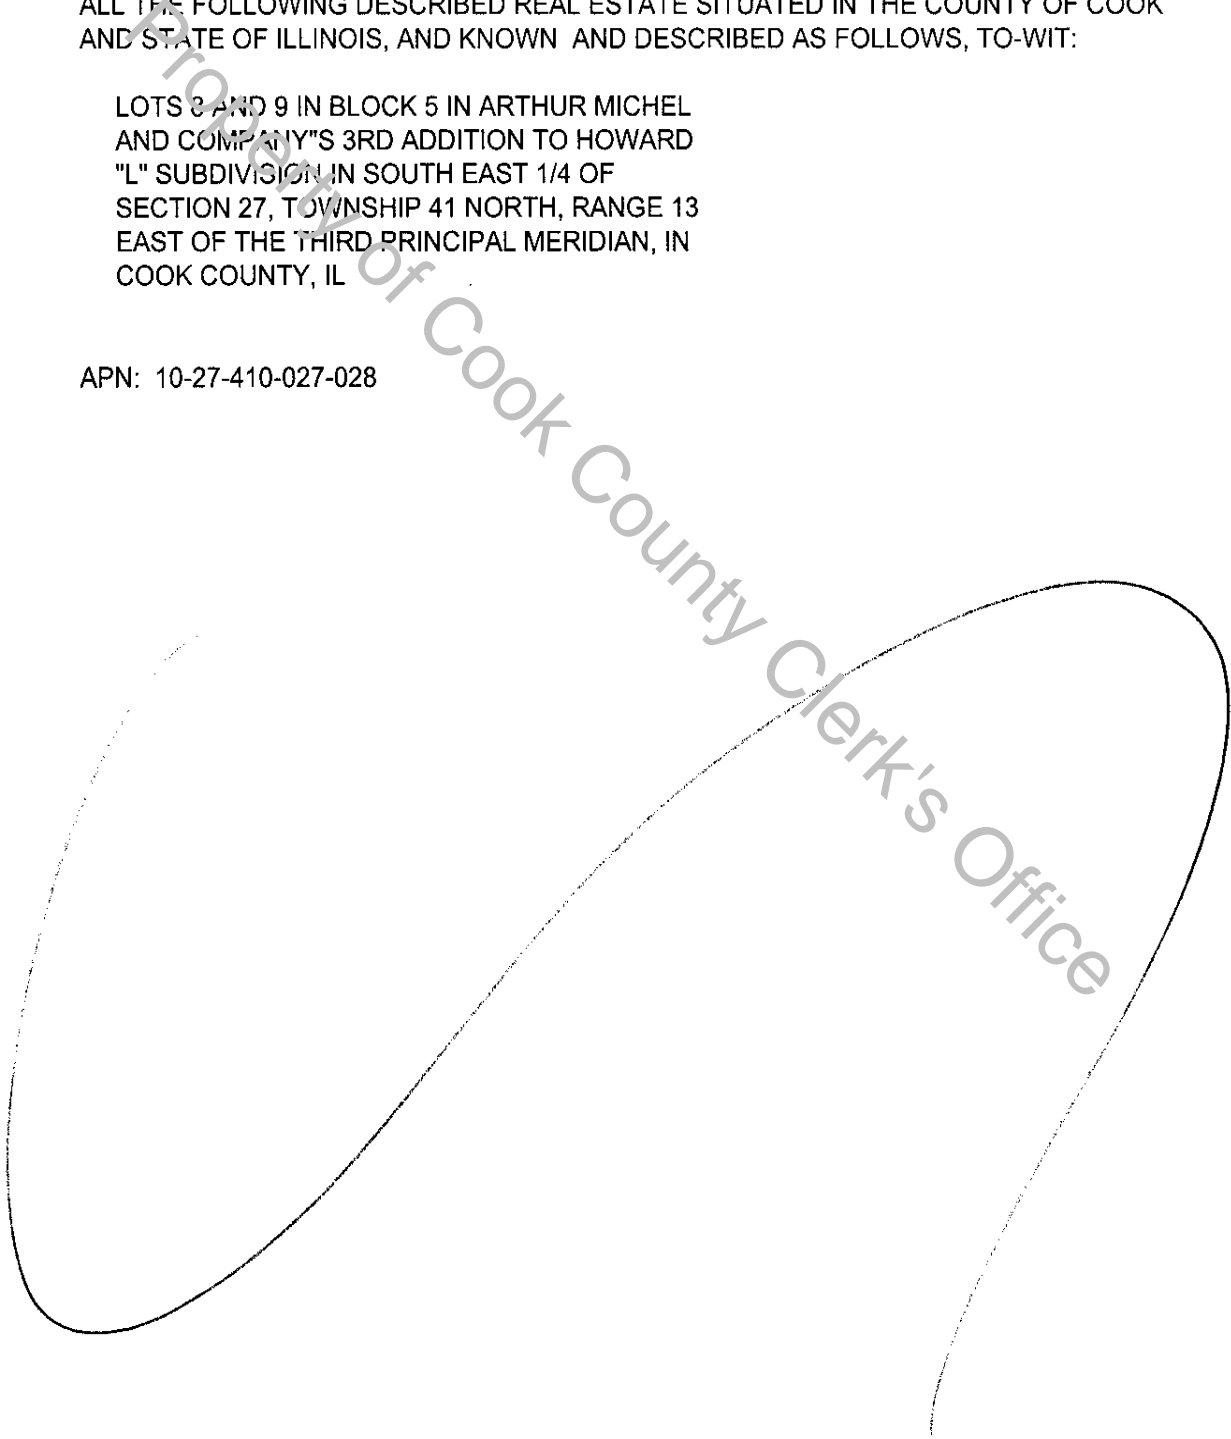 ALL THE FOLLOWING DESCRIBED REAL ESTATE SITUATED IN THE COUNTY OF COOK
AND STATE OF ILLINOIS, AND KNOWN AND DESCRIBED AS FOLLOWS, TO-WIT:
LOTS 8 AND 9 IN BLOCK 5 IN ARTHUR MICHEL
AND COMPANY"S 3RD ADDITION TO HOWARD
"L" SUBDIVISION IN SOUTH EAST 1/4 OF
SECTION 27, TOWNSHIP 41 NORTH, RANGE 13
EAST OF THE THIRD PRINCIPAL MERIDIAN, IN
COOK COUNTY, IL
APN: 10-27-410-027-028
Property of Cook County Clerk's Office